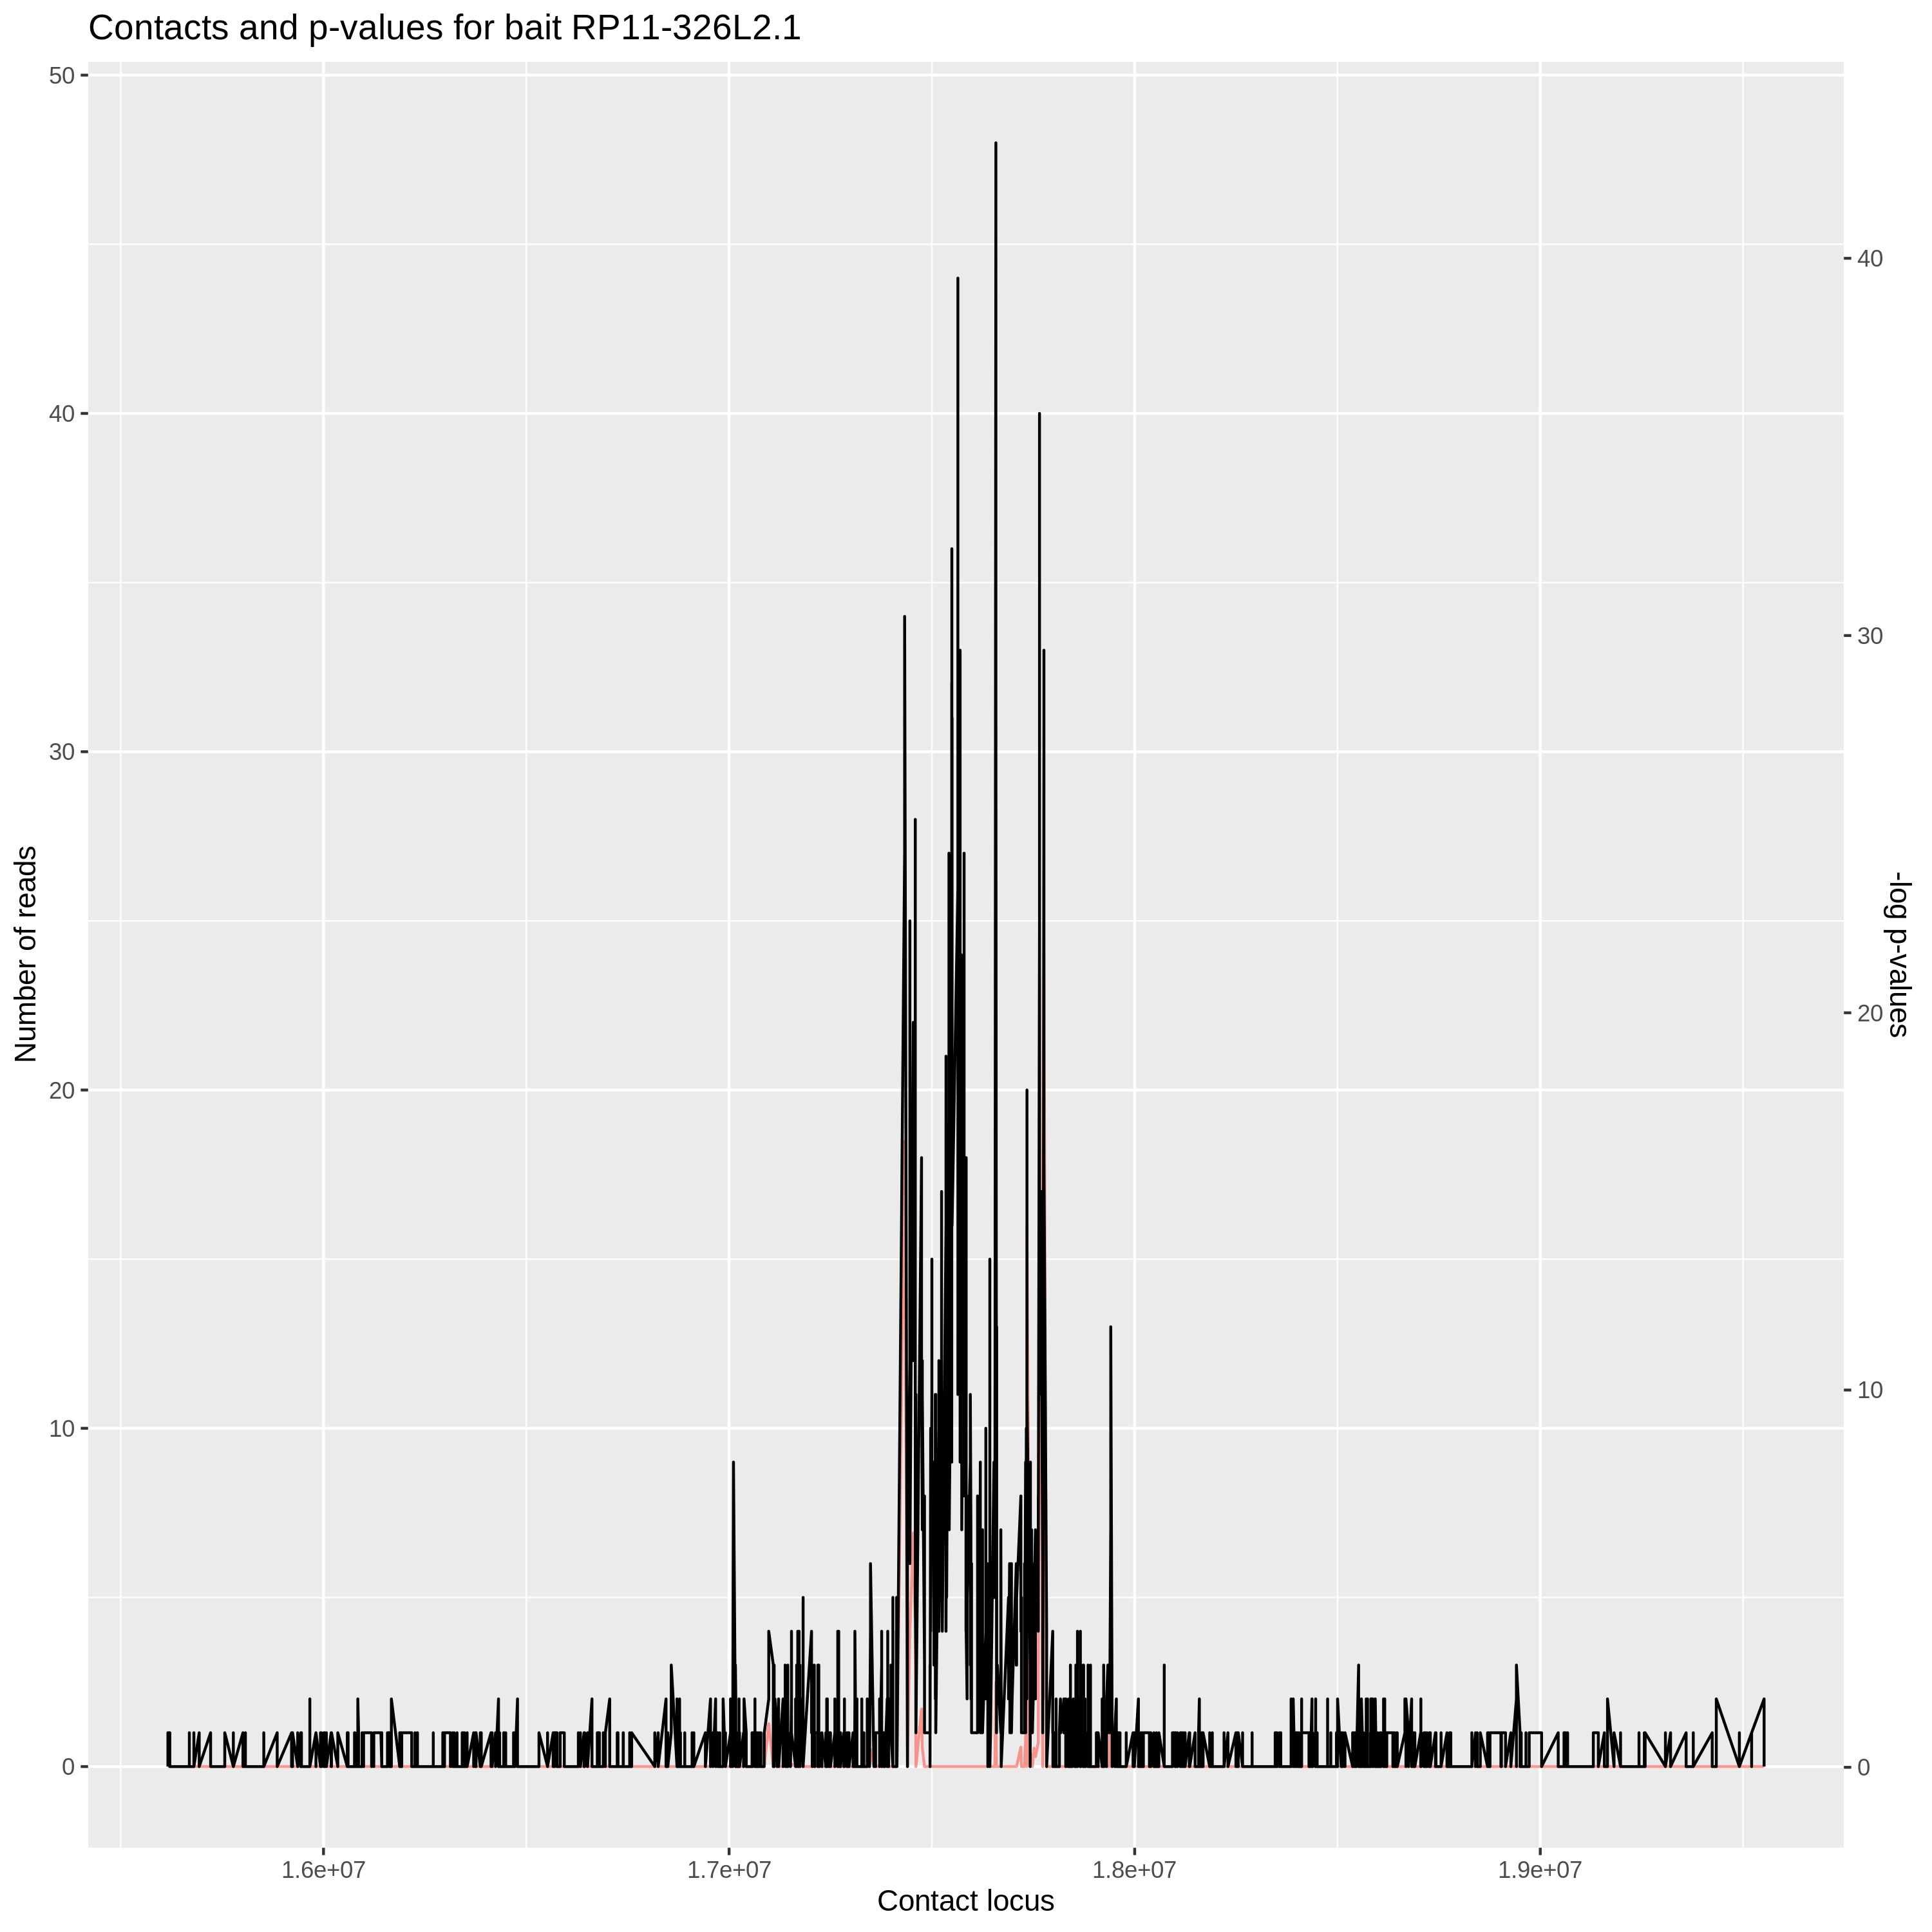 Contacts and p-values for bait RP11-326L2.1
50
40
30
20
10
0
Number of reads
40
30
20
10
0
-log p-values
1.6e+07
1.7e+07
1.8e+07
1.9e+07
Contact locus